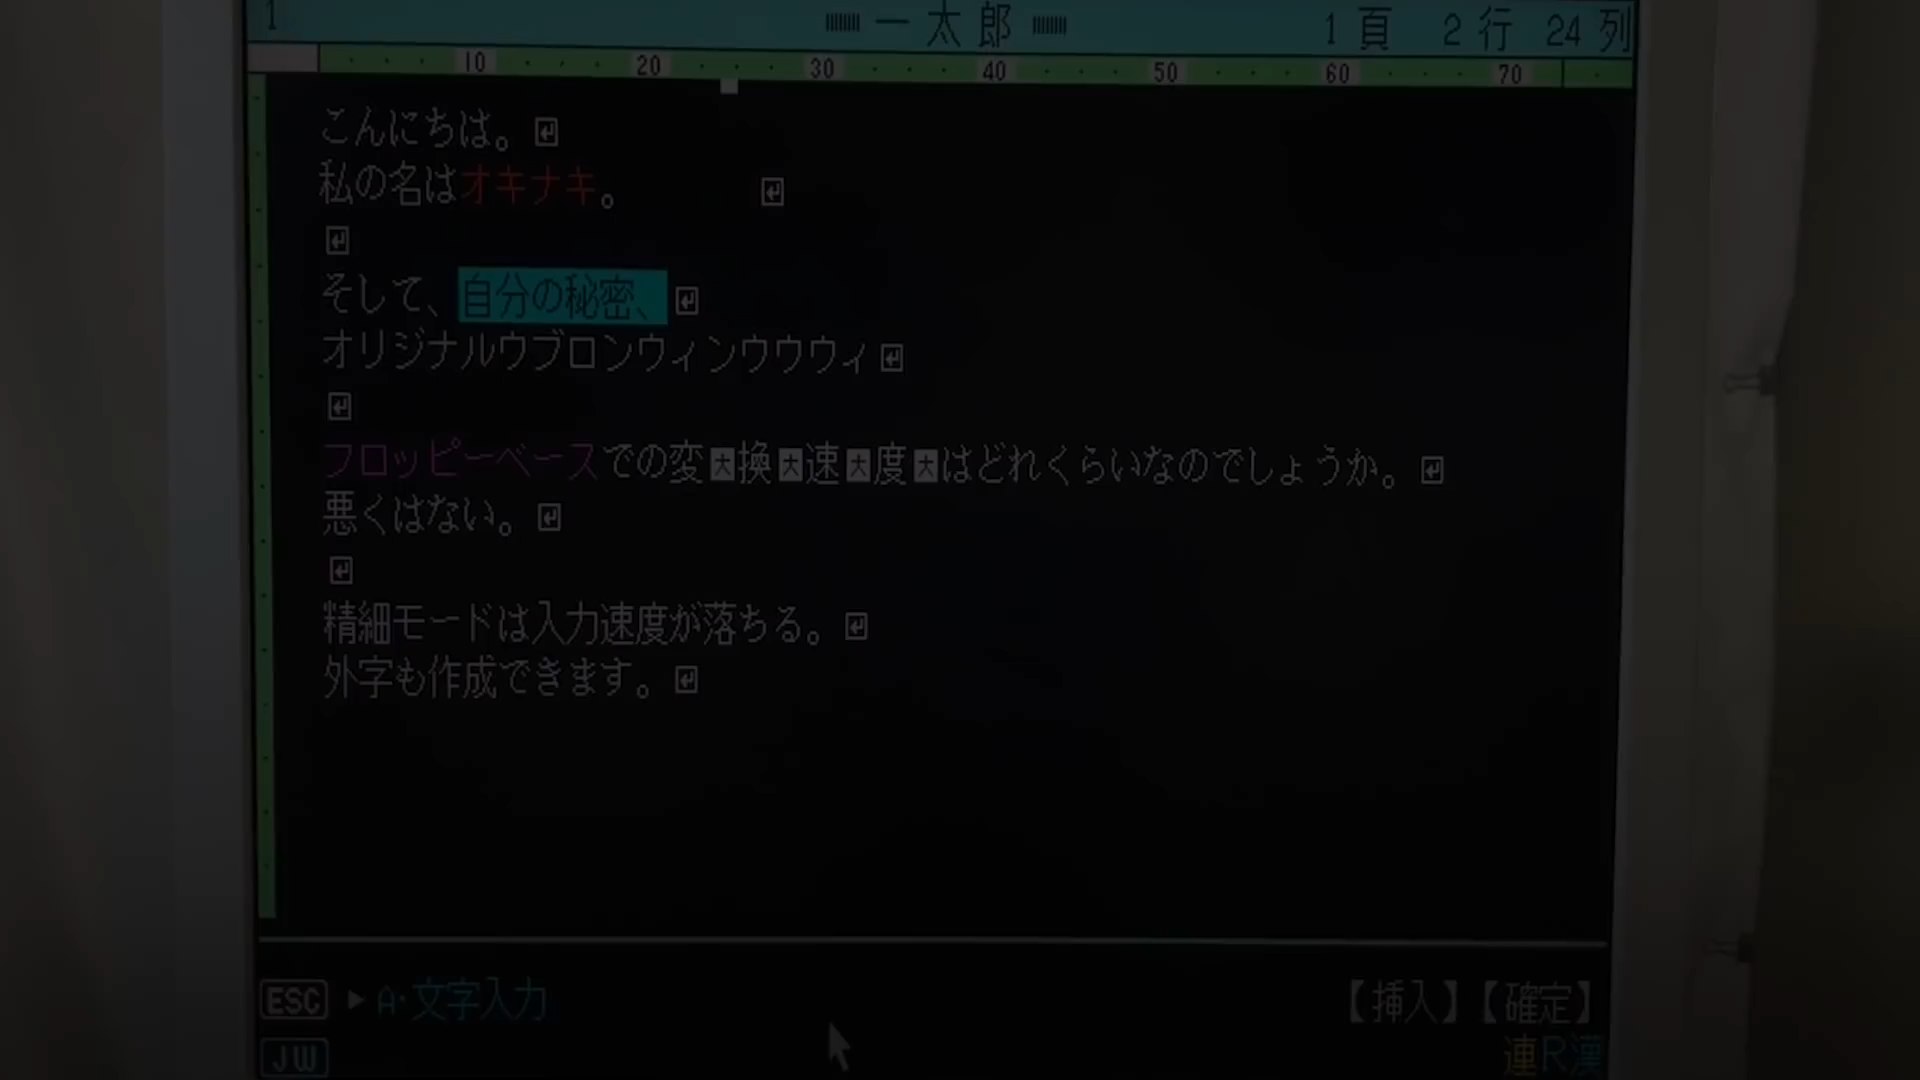 1 一太郎 1頁 2行 24列
10 20 30 40 50 60 70
こんにちは。
私の名はオキナキ。
そして、自分の秘密、
オリジナルウブロンウィンウウウィ
フロッピーベースでの変大換大速大度大はどれくらいなのでしょうか。
悪くはない。
精細モードは入力速度が落ちる。
外字も作成できます。
ESC ▶ A・文字入力 【挿入】【確定】
JW 連R漢